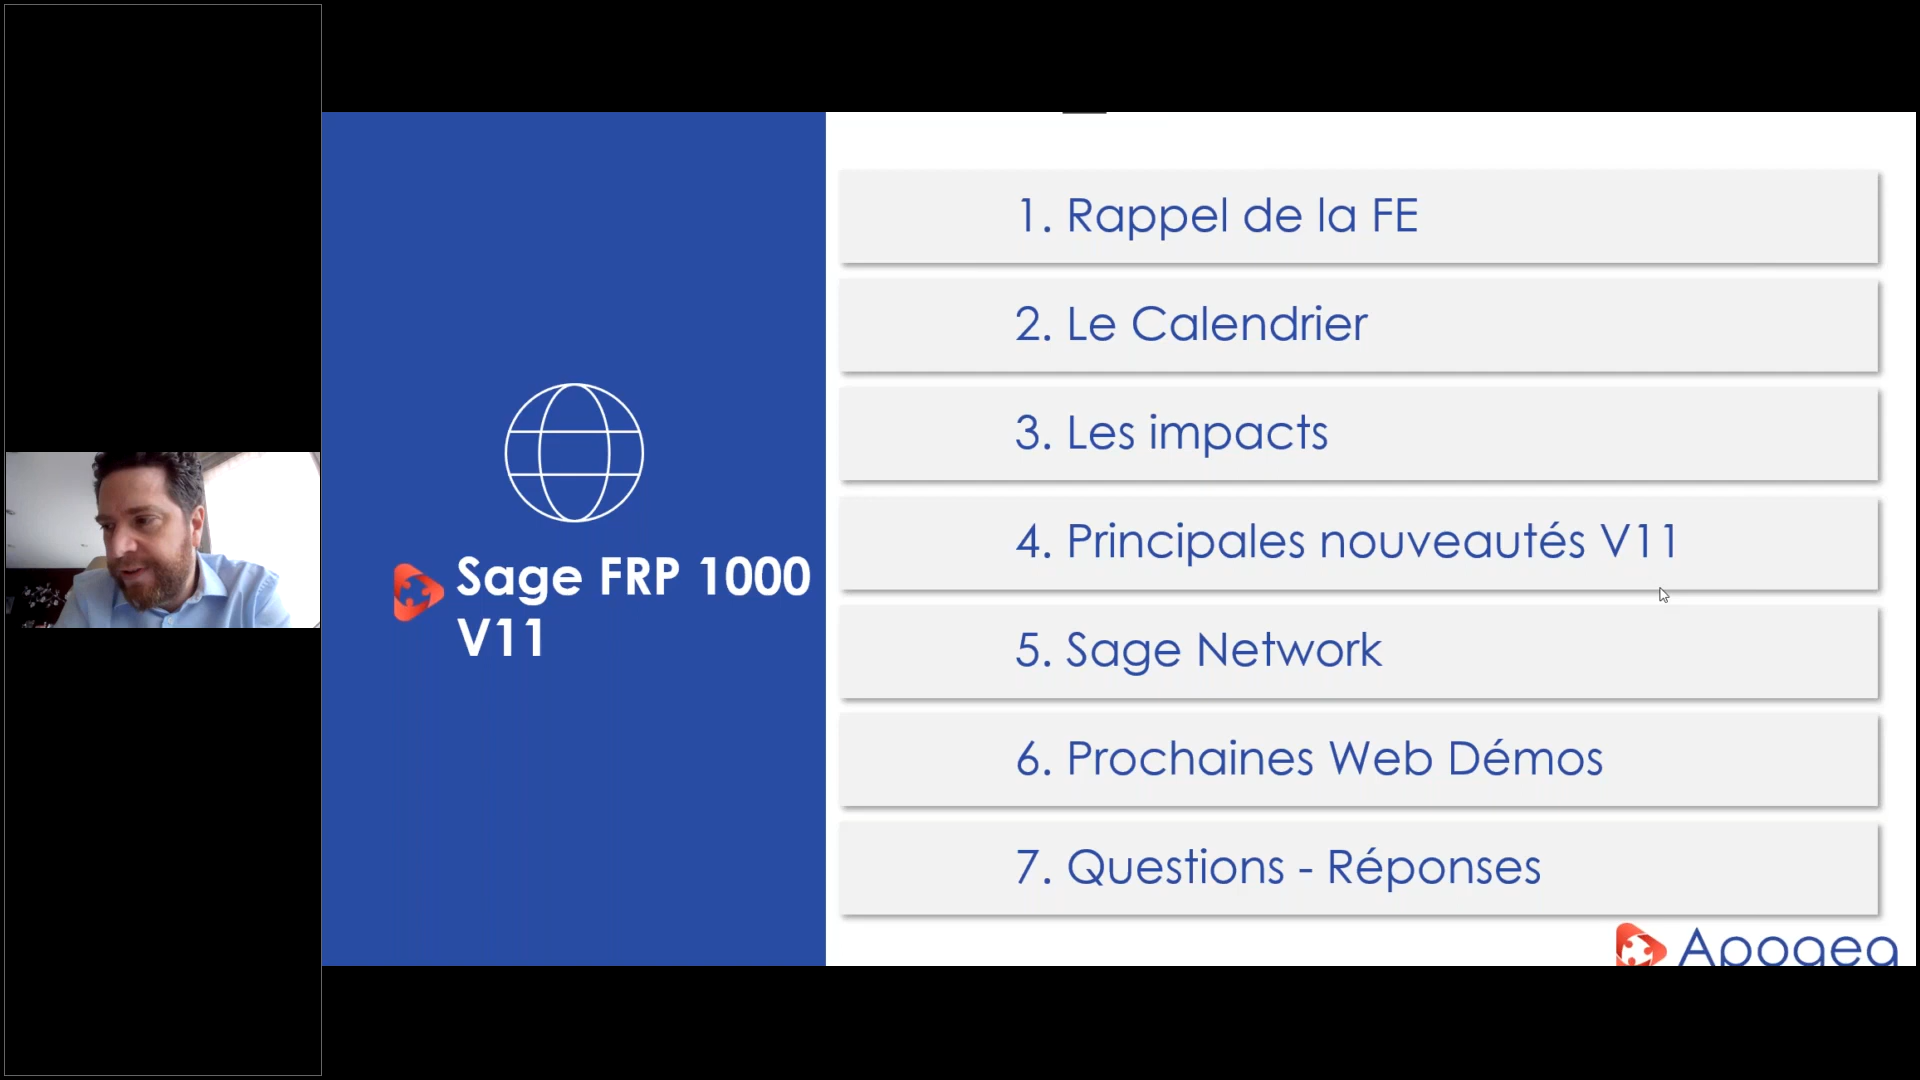 Sage FRP 1000
V11
1. Rappel de la FE
2. Le Calendrier
3. Les impacts
4. Principales nouveautés V11
5. Sage Network
6. Prochaines Web Démos
7. Questions - Réponses
Apogea